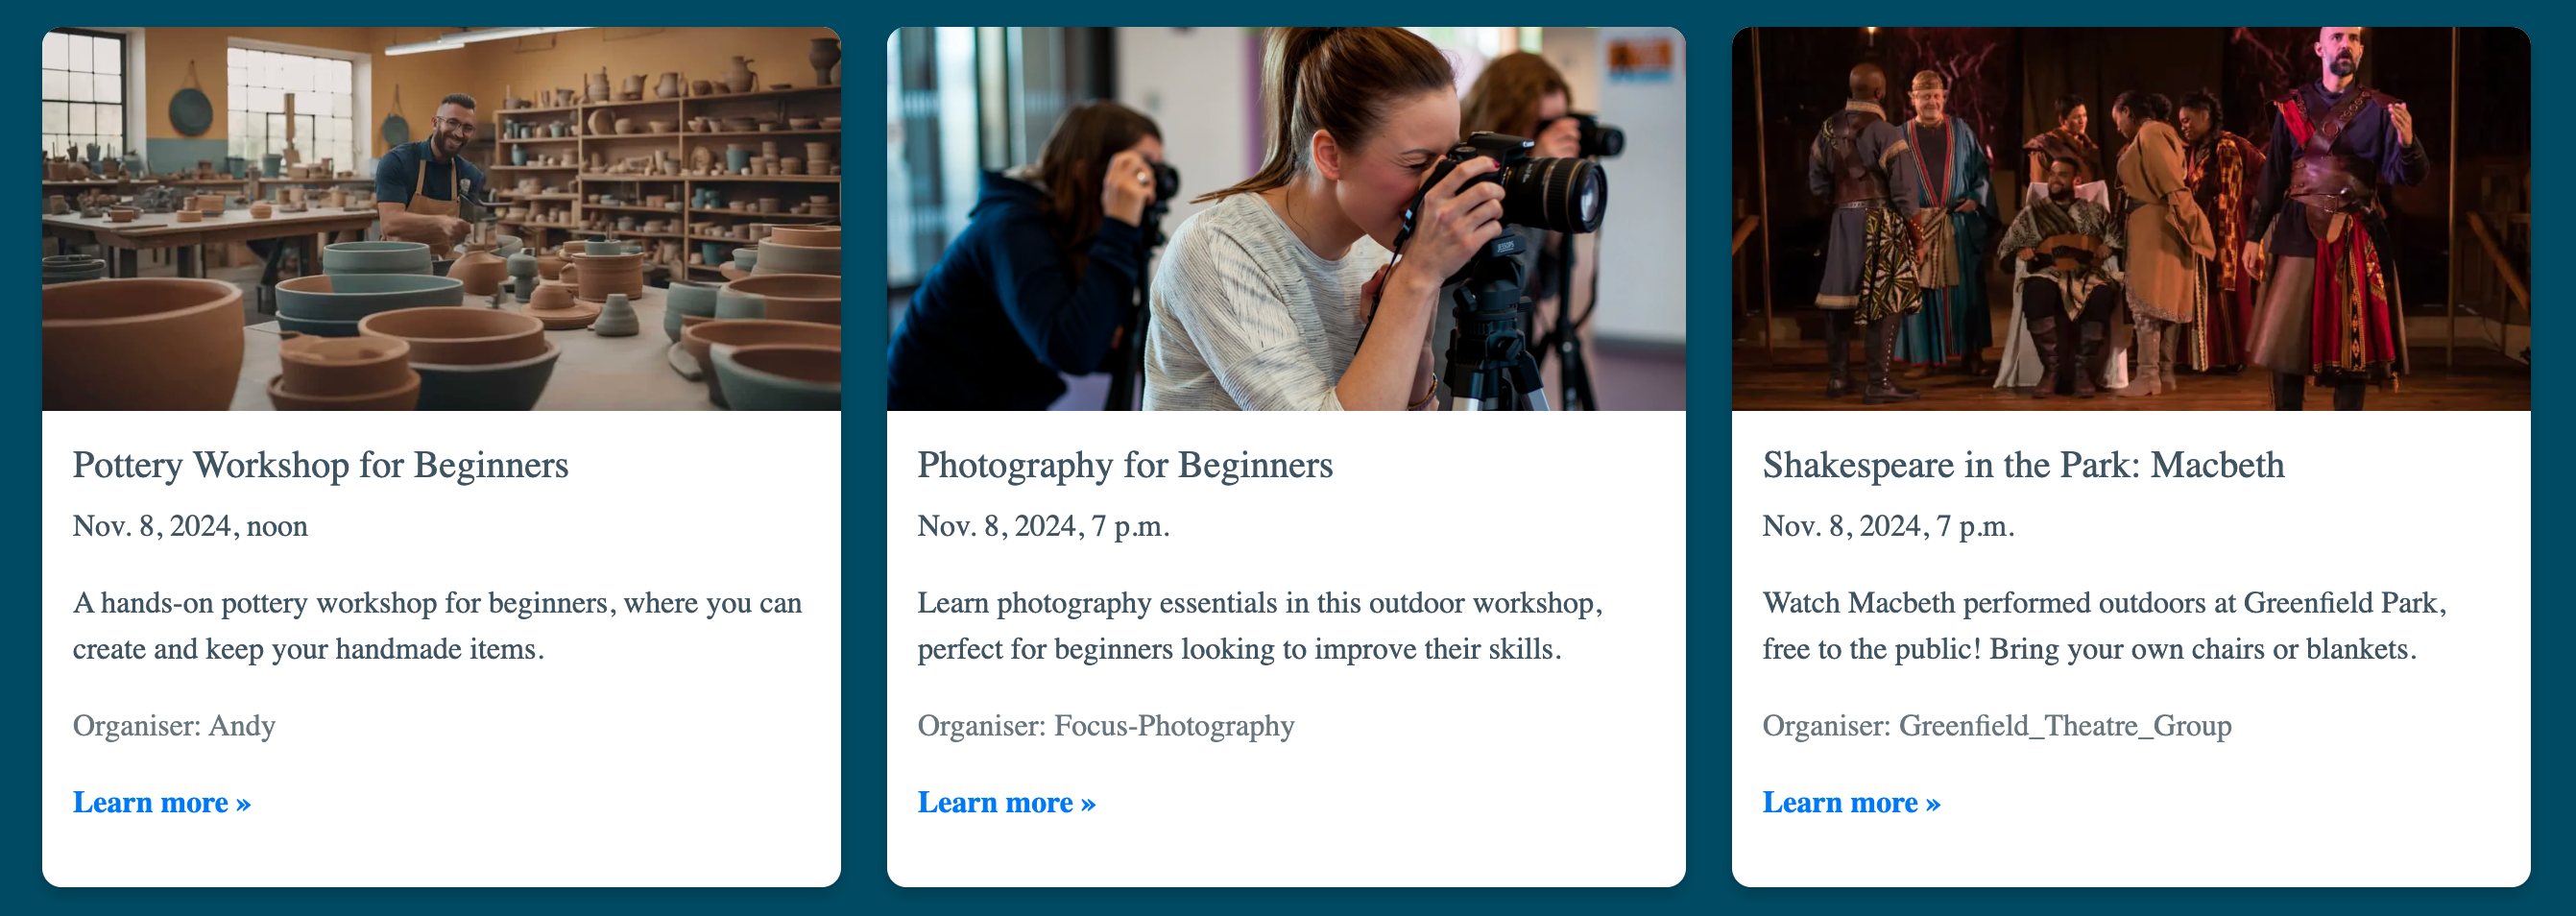 Pottery Workshop for Beginners
Nov. 8, 2024, noon
A hands-on pottery workshop for beginners, where you can
create and keep your handmade items.
Organiser: Andy
Learn more »
Photography for Beginners
Nov. 8, 2024, 7 p.m.
Learn photography essentials in this outdoor workshop,
perfect for beginners looking to improve their skills.
Organiser: Focus-Photography
Learn more »
Shakespeare in the Park: Macbeth
Nov. 8, 2024, 7 p.m.
Watch Macbeth performed outdoors at Greenfield Park,
free to the public! Bring your own chairs or blankets.
Organiser: Greenfield_Theatre_Group
Learn more »